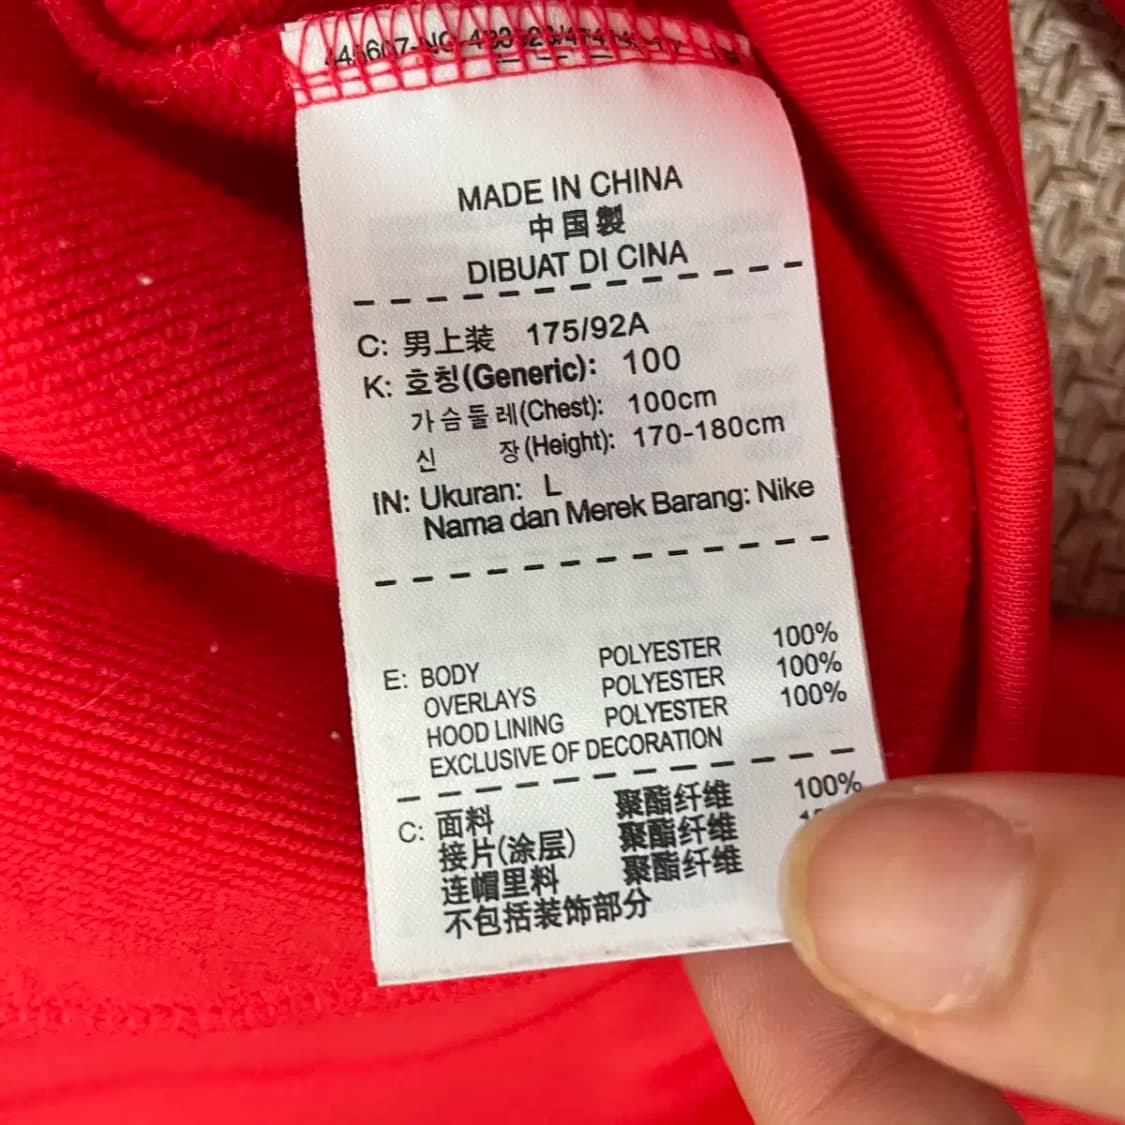 MADE IN CHINA
中国製
DIBUAT DI CINA
C: 男上装 175/92A
K: 호칭(Generic): 100
가슴둘레(Chest): 100cm
신 장(Height): 170-180cm
IN: Ukuran: L
Nama dan Merek Barang: Nike
E: BODY POLYESTER 100%
OVERLAYS POLYESTER 100%
HOOD LINING POLYESTER 100%
EXCLUSIVE OF DECORATION
C: 面料 聚酯纤维 100%
接片(涂层) 聚酯纤维
连帽里料 聚酯纤维
不包括装饰部分